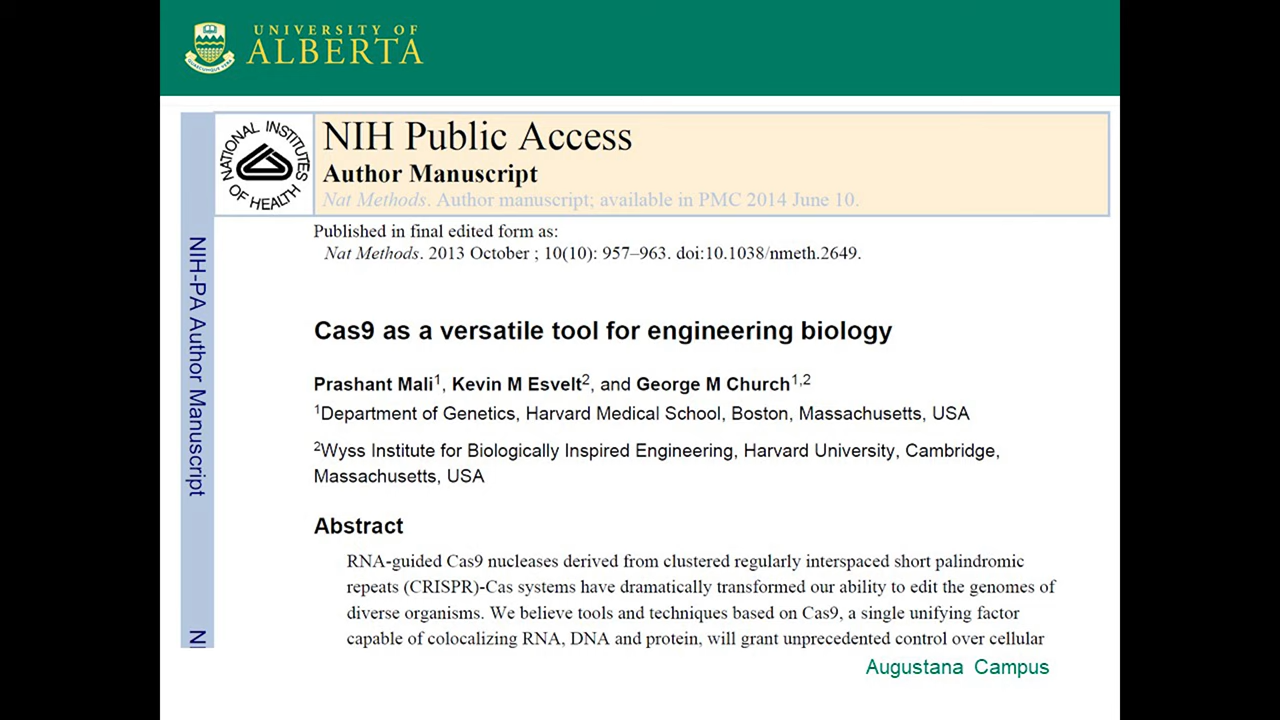 UNIVERSITY OF
ALBERTA
NATIONAL INSTITUTES
OF HEALTH
NIH Public Access
Author Manuscript
Nat Methods. Author manuscript; available in PMC 2014 June 10.
Published in final edited form as:
Nat Methods. 2013 October ; 10(10): 957–963. doi:10.1038/nmeth.2649.
NIH-PA Author Manuscript
Cas9 as a versatile tool for engineering biology
Prashant Mali1, Kevin M Esvelt2, and George M Church1,2
1Department of Genetics, Harvard Medical School, Boston, Massachusetts, USA
2Wyss Institute for Biologically Inspired Engineering, Harvard University, Cambridge,
Massachusetts, USA
Abstract
RNA-guided Cas9 nucleases derived from clustered regularly interspaced short palindromic
repeats (CRISPR)-Cas systems have dramatically transformed our ability to edit the genomes of
diverse organisms. We believe tools and techniques based on Cas9, a single unifying factor
capable of colocalizing RNA, DNA and protein, will grant unprecedented control over cellular
Augustana Campus